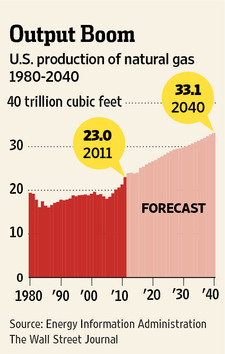 Output Boom
U.S. production of natural gas
1980-2040
40 trillion cubic feet
33.1
2040
23.0
2011
30
20
FORECAST
10
0
1980 ’90 ’00 ’10 ’20 ’30 ’40
Source: Energy Information Administration
The Wall Street Journal